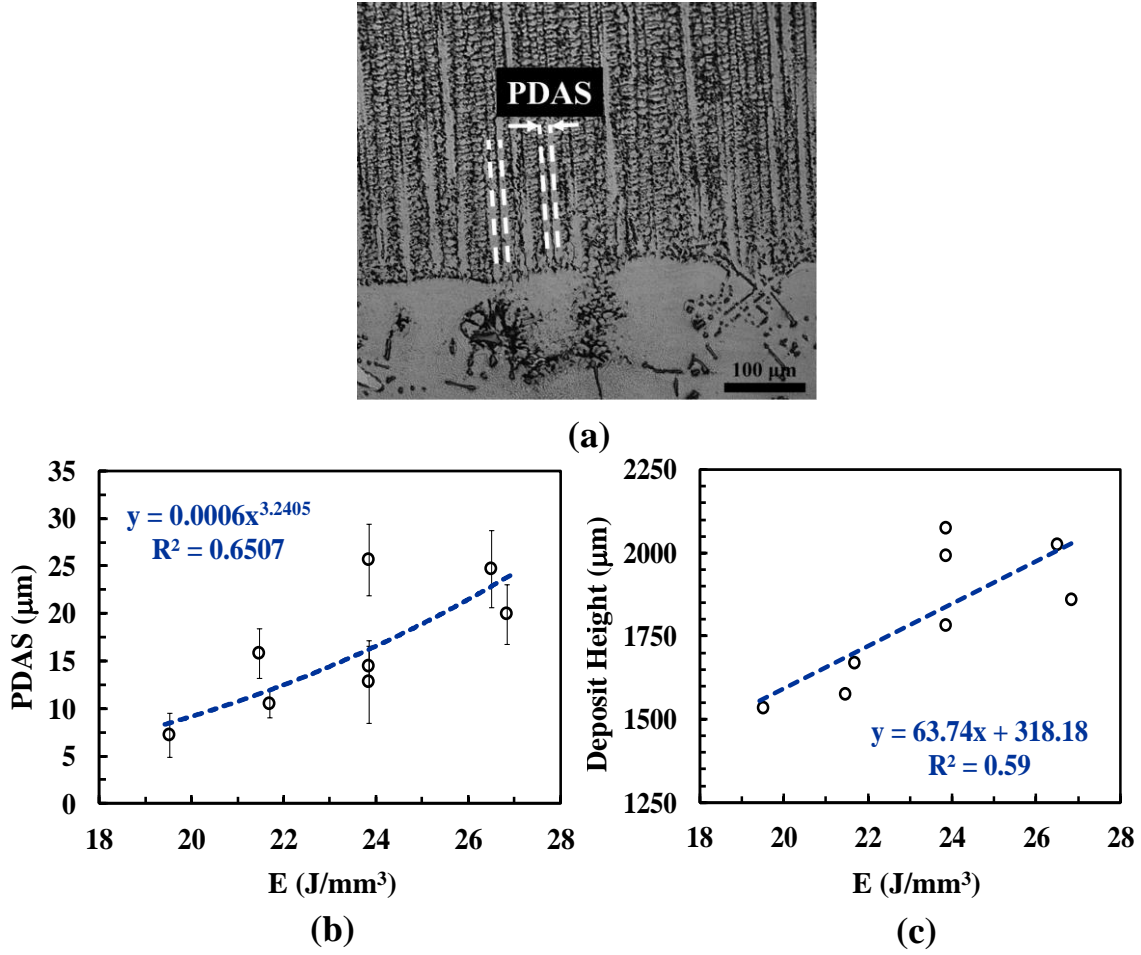 PDAS
100 μm
(a)
35
30
25
20
15
10
5
0
PDAS (μm)
y = 0.0006x^3.2405
R² = 0.6507
18 20 22 24 26 28
E (J/mm³)
(b)
2250
2000
1750
1500
1250
Deposit Height (μm)
y = 63.74x + 318.18
R² = 0.59
18 20 22 24 26 28
E (J/mm³)
(c)